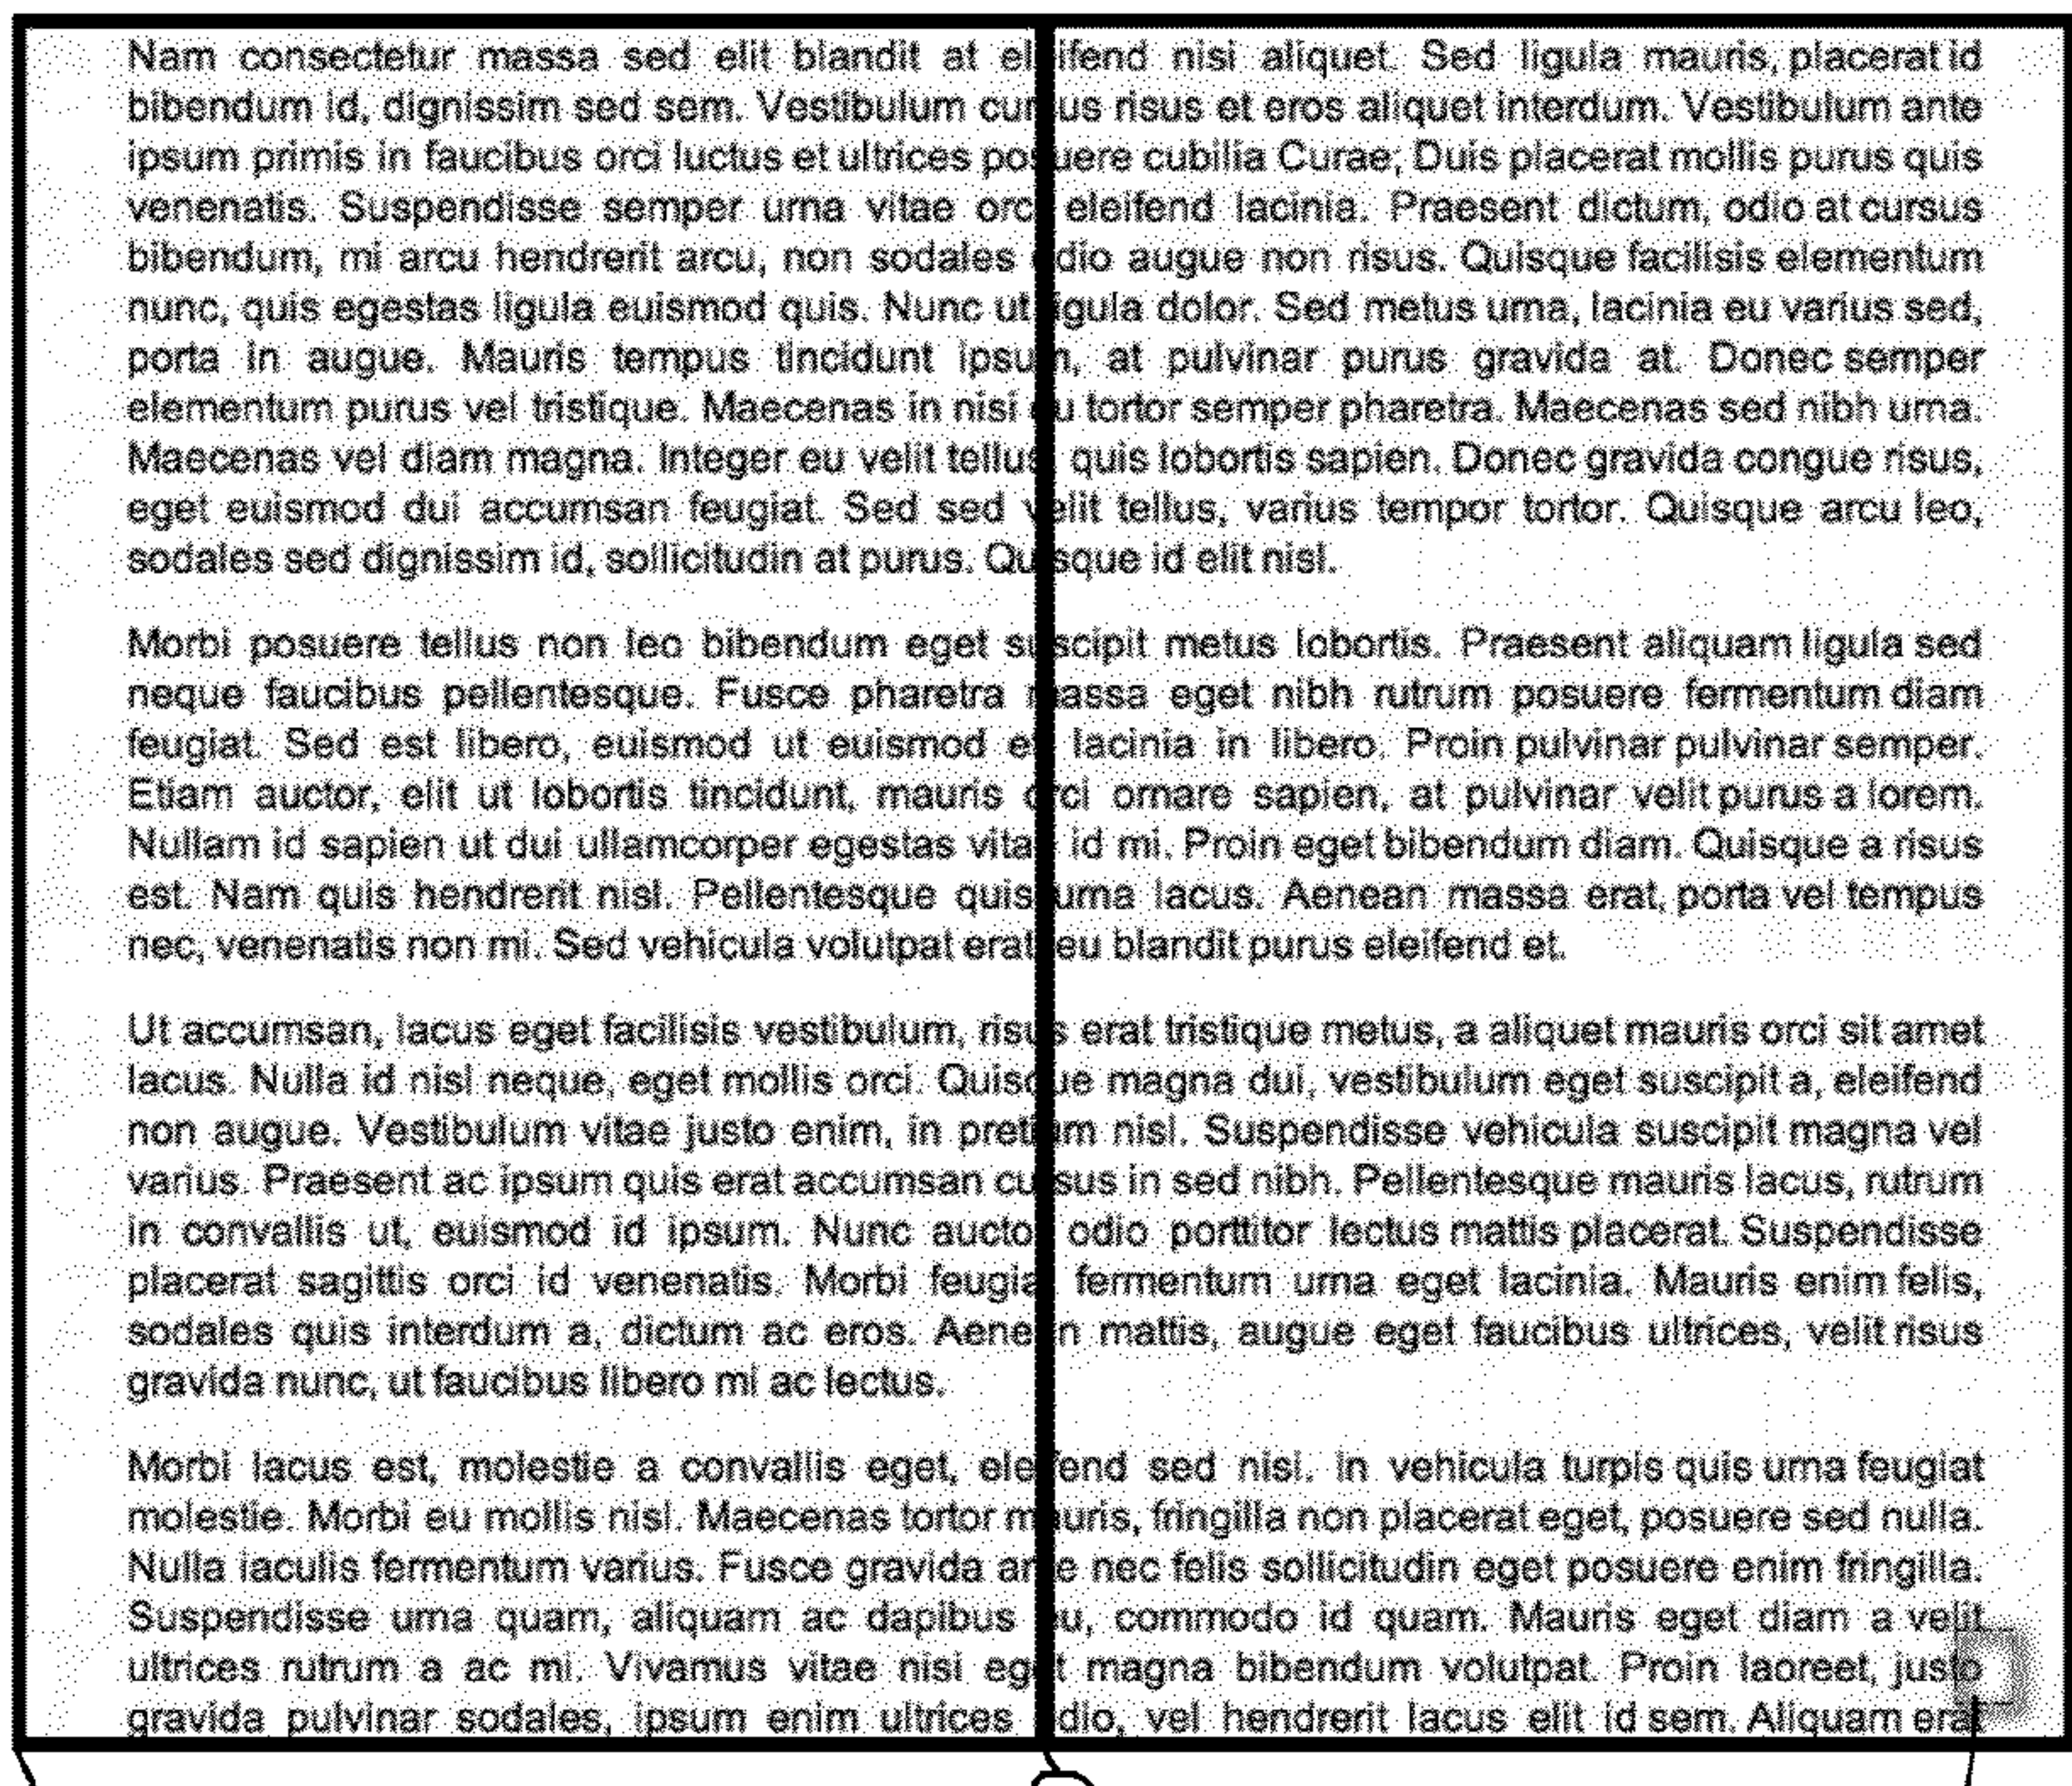 Nam consectetur massa sed elit blandit at eleifend nisi aliquet. Sed ligula mauris, placerat id
bibendum id, dignissim sed sem. Vestibulum cursus risus et eros aliquet interdum. Vestibulum ante
ipsum primis in faucibus orci luctus et ultrices posuere cubilia Curae; Duis placerat mollis purus quis
venenatis. Suspendisse semper urna vitae orci eleifend lacinia. Praesent dictum, odio at cursus
bibendum, mi arcu hendrerit arcu, non sodales odio augue non risus. Quisque facilisis elementum
nunc, quis egestas ligula euismod quis. Nunc ut ligula dolor. Sed metus urna, lacinia eu varius sed,
porta in augue. Mauris tempus tincidunt ipsum, at pulvinar purus gravida at. Donec semper
elementum purus vel tristique. Maecenas in nisi eu tortor semper pharetra. Maecenas sed nibh urna.
Maecenas vel diam magna. Integer eu velit tellus, quis lobortis sapien. Donec gravida congue risus,
eget euismod dui accumsan feugiat. Sed sed velit tellus, varius tempor tortor. Quisque arcu leo,
sodales sed dignissim id, sollicitudin at purus. Quisque id elit nisl.
Morbi posuere tellus non leo bibendum eget suscipit metus lobortis. Praesent aliquam ligula sed
neque faucibus pellentesque. Fusce pharetra massa eget nibh rutrum posuere fermentum diam
feugiat. Sed est libero, euismod ut euismod et, lacinia in libero. Proin pulvinar pulvinar semper.
Etiam auctor, elit ut lobortis tincidunt, mauris orci ornare sapien, at pulvinar velit purus a lorem.
Nullam id sapien ut dui ullamcorper egestas vitae id mi. Proin eget bibendum diam. Quisque a risus
est. Nam quis hendrerit nisl. Pellentesque quis urna lacus. Aenean massa erat, porta vel tempus
nec, venenatis non mi. Sed vehicula volutpat erat, eu blandit purus eleifend et.
Ut accumsan, lacus eget facilisis vestibulum, risus erat tristique metus, a aliquet mauris orci sit amet
lacus. Nulla id nisl neque, eget mollis orci. Quisque magna dui, vestibulum eget suscipit a, eleifend
non augue. Vestibulum vitae justo enim, in pretium nisl. Suspendisse vehicula suscipit magna vel
varius. Praesent ac ipsum quis erat accumsan cursus in sed nibh. Pellentesque mauris lacus, rutrum
in convallis ut, euismod id ipsum. Nunc auctor odio porttitor lectus mattis placerat. Suspendisse
placerat sagittis orci id venenatis. Morbi feugiat fermentum urna eget lacinia. Mauris enim felis,
sodales quis interdum a, dictum ac eros. Aenean mattis, augue eget faucibus ultrices, velit risus
gravida nunc, ut faucibus libero mi ac lectus.
Morbi lacus est, molestie a convallis eget, eleifend sed nisi. In vehicula turpis quis urna feugiat
molestie. Morbi eu mollis nisl. Maecenas tortor mauris, fringilla non placerat eget, posuere sed nulla.
Nulla iaculis fermentum varius. Fusce gravida ante nec felis sollicitudin eget posuere enim fringilla.
Suspendisse urna quam, aliquam ac dapibus eu, commodo id quam. Mauris eget diam a velit
ultrices rutrum a ac mi. Vivamus vitae nisi eget magna bibendum volutpat. Proin laoreet, justo
gravida pulvinar sodales, ipsum enim ultrices odio, vel hendrerit lacus elit id sem. Aliquam erat